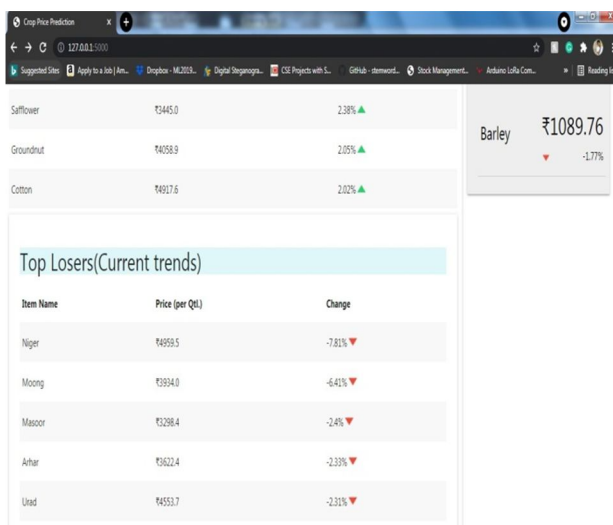 Crop Price Prediction
127.0.0.1:5000
Suggested Sites Apply to a Job | Am... Dropbox - ML2019... Digital Steganogra... CSE Projects with S... GitHub - stemword... Stock Management... Arduino LoRa Com... » Reading lis
Safflower ₹3445.0 2.38%
Groundnut ₹4058.9 2.05%
Cotton ₹4917.6 2.02%
Barley ₹1089.76
-1.77%
Top Losers(Current trends)
Item Name Price (per Qtl.) Change
Niger ₹4959.5 -7.81%
Moong ₹3934.0 -6.41%
Masoor ₹3298.4 -2.4%
Arhar ₹3622.4 -2.33%
Urad ₹4553.7 -2.31%